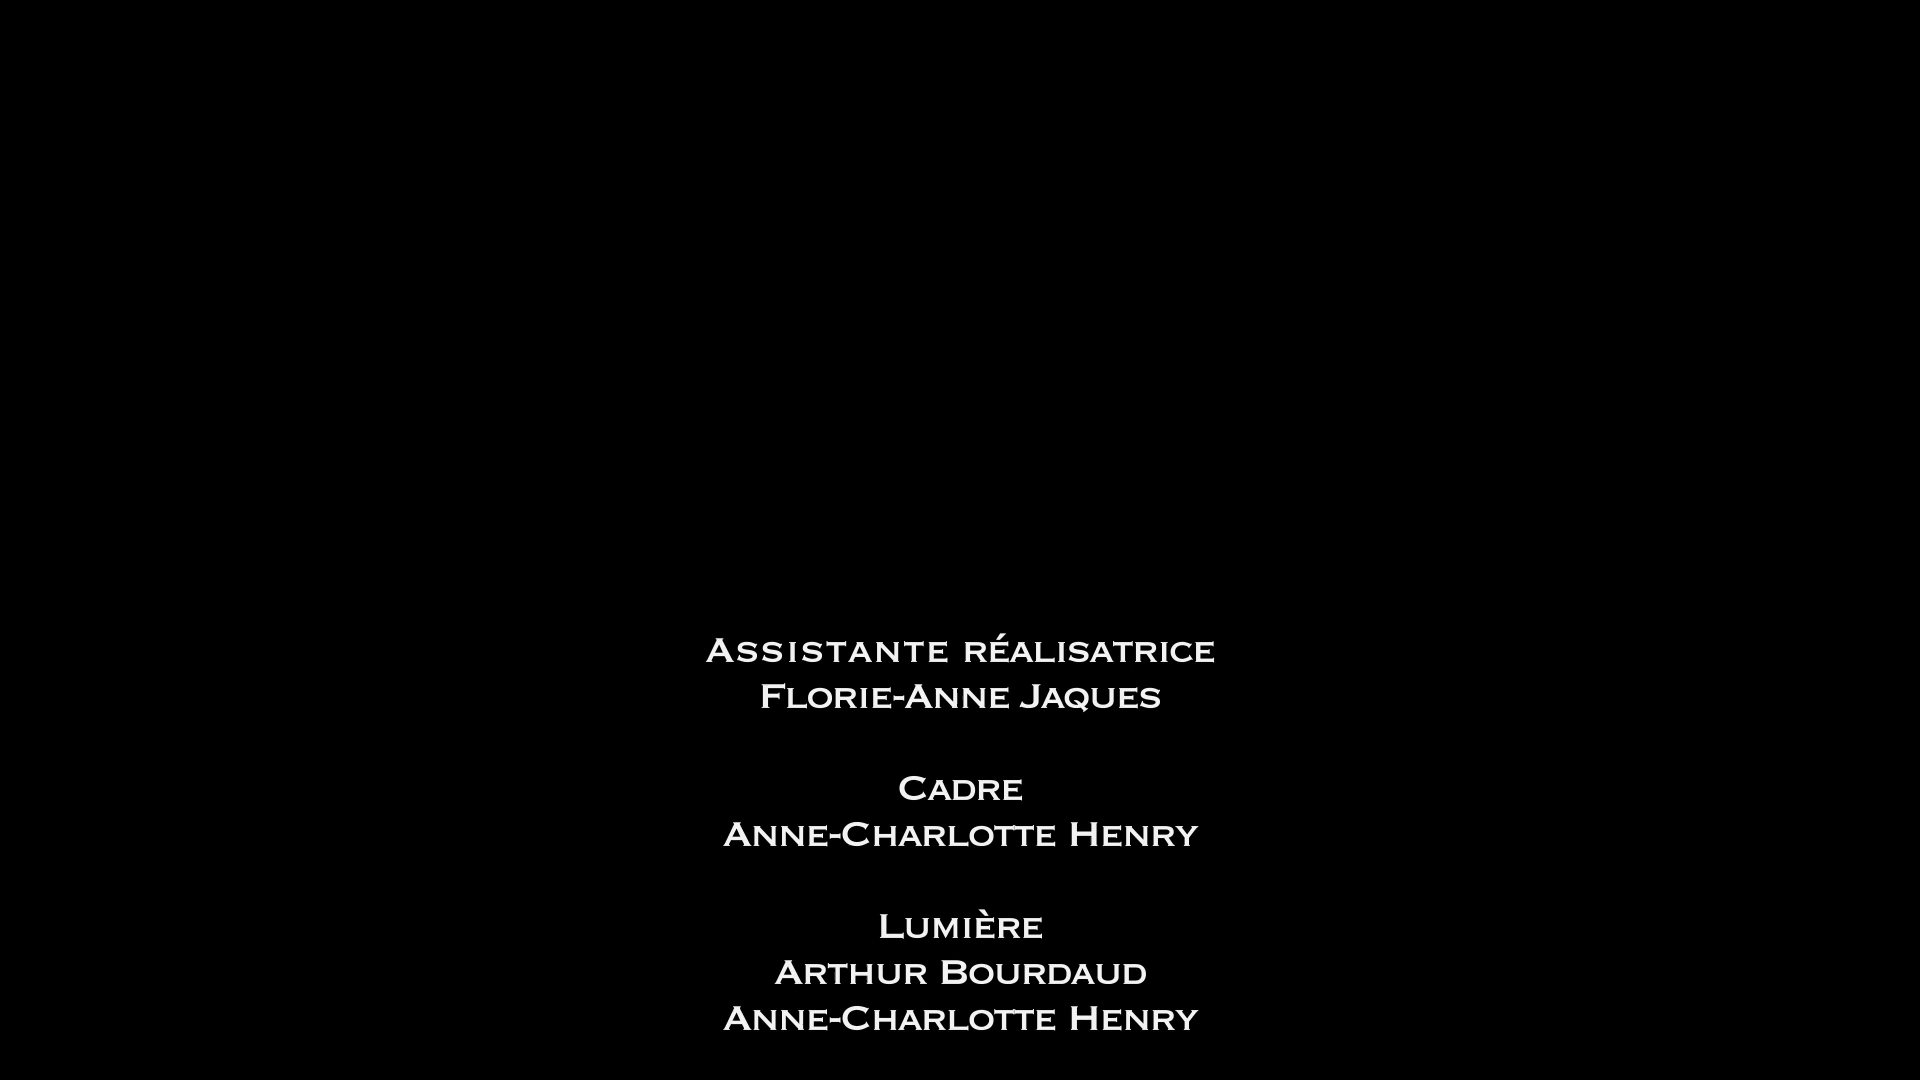 Assistante réalisatrice
Florie-Anne Jaques
Cadre
Anne-Charlotte Henry
Lumière
Arthur Bourdaud
Anne-Charlotte Henry